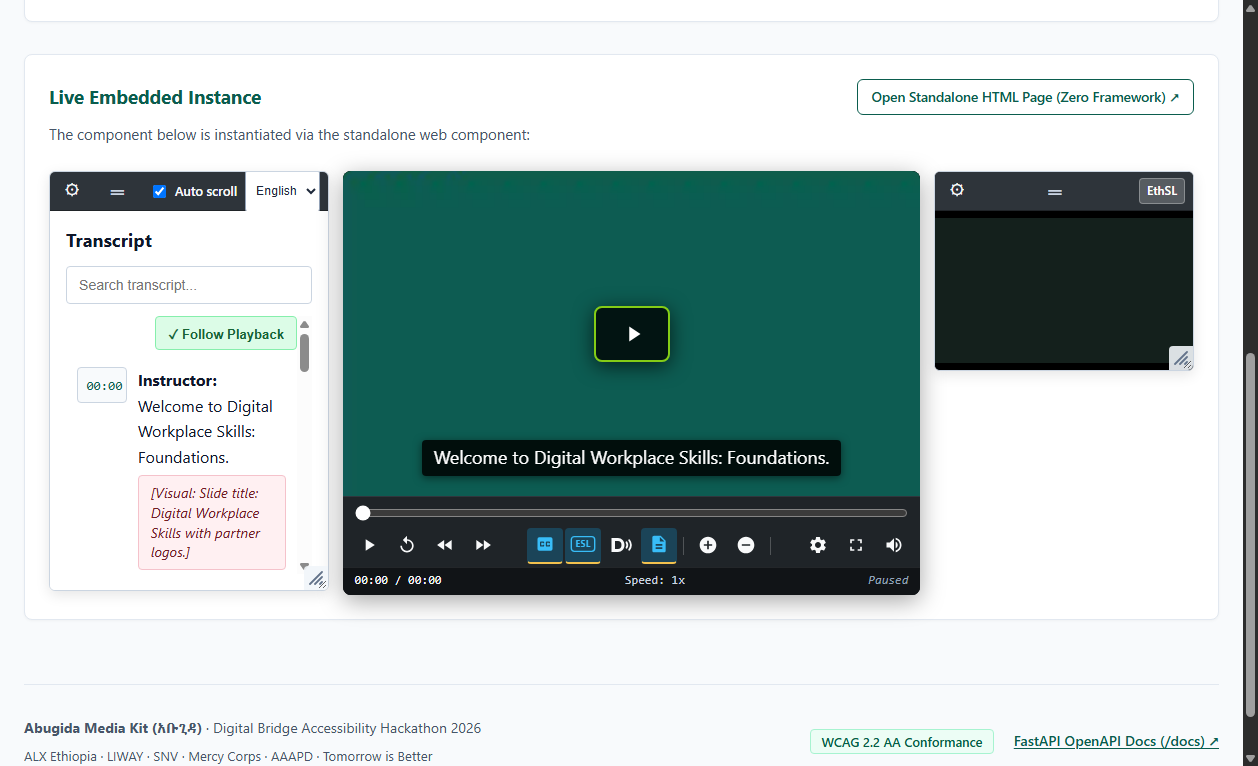 Live Embedded Instance
Open Standalone HTML Page (Zero Framework) ↗
The component below is instantiated via the standalone web component:
Auto scroll
English
EthSL
Transcript
Search transcript...
✓ Follow Playback
00:00
Instructor:
Welcome to Digital
Workplace Skills:
Foundations.
[Visual: Slide title:
Digital Workplace
Skills with partner
logos.]
Welcome to Digital Workplace Skills: Foundations.
CC
ESL
D
00:00 / 00:00
Speed: 1x
Paused
Abugida Media Kit (አቡጊዳ) · Digital Bridge Accessibility Hackathon 2026
ALX Ethiopia · LIWAY · SNV · Mercy Corps · AAAPD · Tomorrow is Better
WCAG 2.2 AA Conformance
FastAPI OpenAPI Docs (/docs) ↗